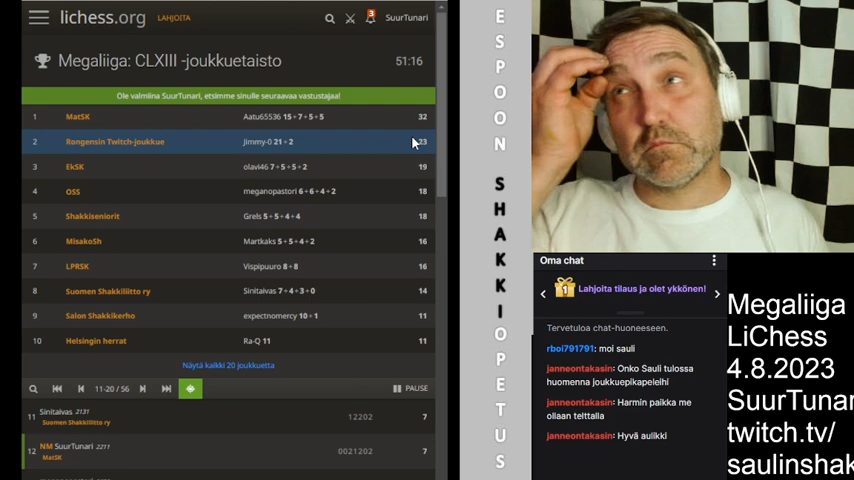 lichess.org
LAHJOITA
3
SuurTunari
Megaliiga: CLXIII -joukkuetaisto
51:16
Ole valmiina SuurTunari, etsimme sinulle seuraavaa vastustajaa!
1 MatSK Aatu65536 15+7+5+5 32
2 Rongensin Twitch-joukkue Jimmy-0 21+2 23
3 EkSK olavi46 7+5+5+2 19
4 OSS meganopastori 6+6+4+2 18
5 Shakkiseniorit Grels 5+5+4+4 18
6 MisakoSh Martkaks 5+5+4+2 16
7 LPRSK Vispipuuro 8+8 16
8 Suomen Shakkiliitto ry Sinitaivas 7+4+3+0 14
9 Salon Shakkikerho expectnomercy 10+1 11
10 Helsingin herrat Ra-Q 11 11
Näytä kaikki 20 joukkuetta
11-20 / 56
PAUSE
11 Sinitaivas 2131 12202 7
Suomen Shakkiliitto ry
12 NM SuurTunari 2211 0021202 7
MatSK
ESPOON SHAKKIOPETUS
Oma chat
1 Lahjoita tilaus ja olet ykkönen!
Tervetuloa chat-huoneeseen.
rboi791791: moi sauli
janneontakasin: Onko Sauli tulossa
huomenna joukkuepikapeleihi
janneontakasin: Harmin paikka me
ollaan telttalla
janneontakasin: Hyvä aulikki
Megaliiga
LiChess
4.8.2023
SuurTunar
twitch.tv/
saulinshak